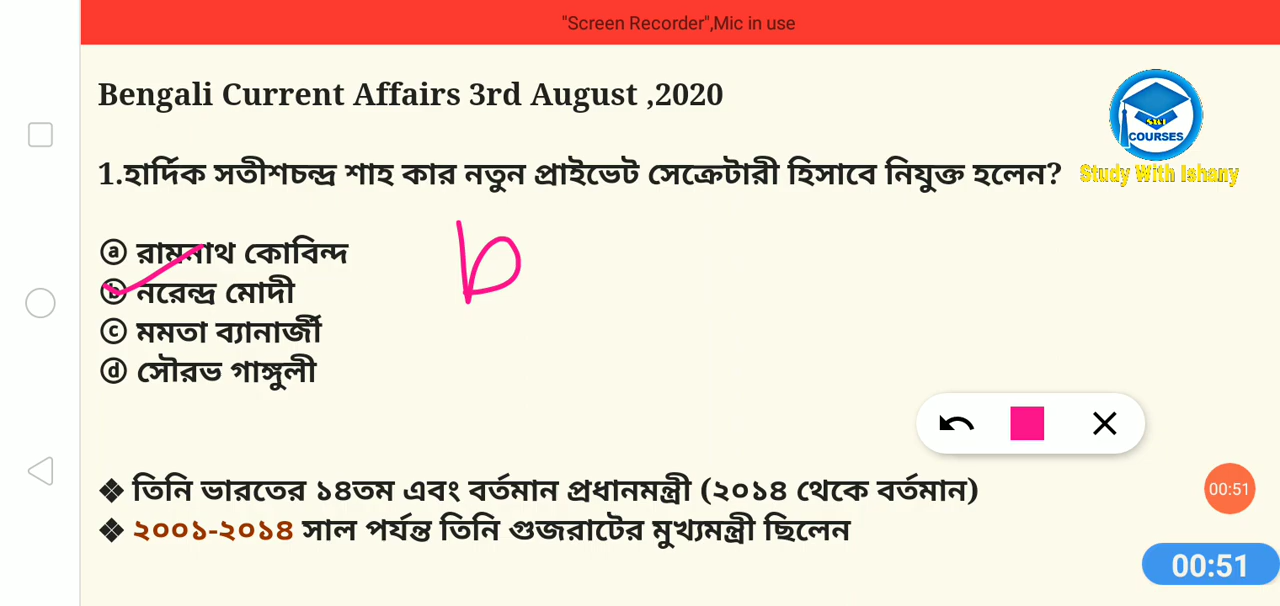 "Screen Recorder",Mic in use
Bengali Current Affairs 3rd August ,2020
SWI
COURSES
Study With Ishany
1.হার্দিক সতীশচন্দ্র শাহ কার নতুন প্রাইভেট সেক্রেটারী হিসাবে নিযুক্ত হলেন?
ⓐ রামনাথ কোবিন্দ
b
ⓑ নরেন্দ্র মোদী
ⓒ মমতা ব্যানার্জী
ⓓ সৌরভ গাঙ্গুলী
❖ তিনি ভারতের ১৪তম এবং বর্তমান প্রধানমন্ত্রী (২০১৪ থেকে বর্তমান)
00:51
❖ ২০০১-২০১৪ সাল পর্যন্ত তিনি গুজরাটের মুখ্যমন্ত্রী ছিলেন
00:51